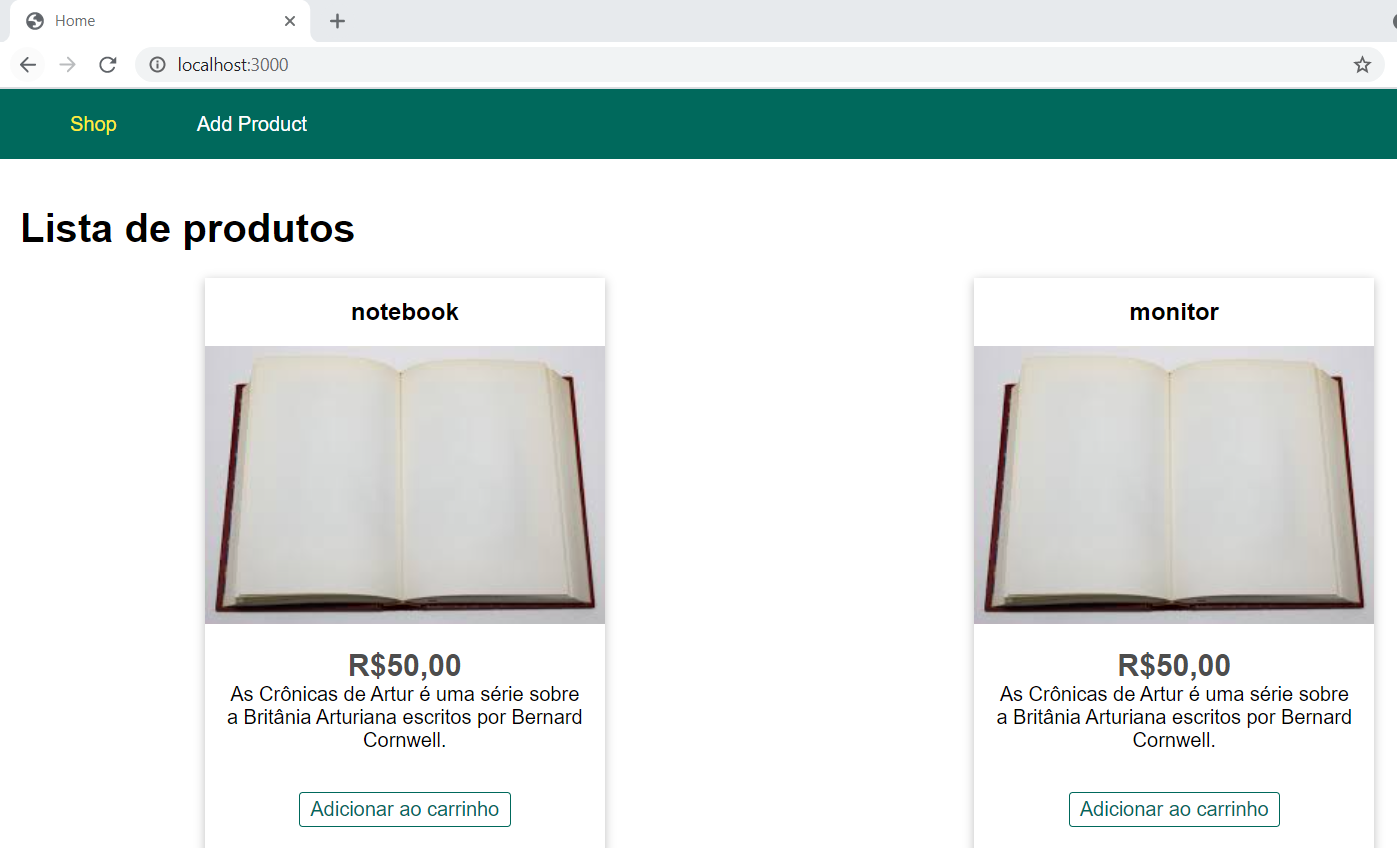 Home
localhost:3000
Shop Add Product
Lista de produtos
notebook
R$50,00
As Crônicas de Artur é uma série sobre
a Britânia Arturiana escritos por Bernard
Cornwell.
Adicionar ao carrinho
monitor
R$50,00
As Crônicas de Artur é uma série sobre
a Britânia Arturiana escritos por Bernard
Cornwell.
Adicionar ao carrinho